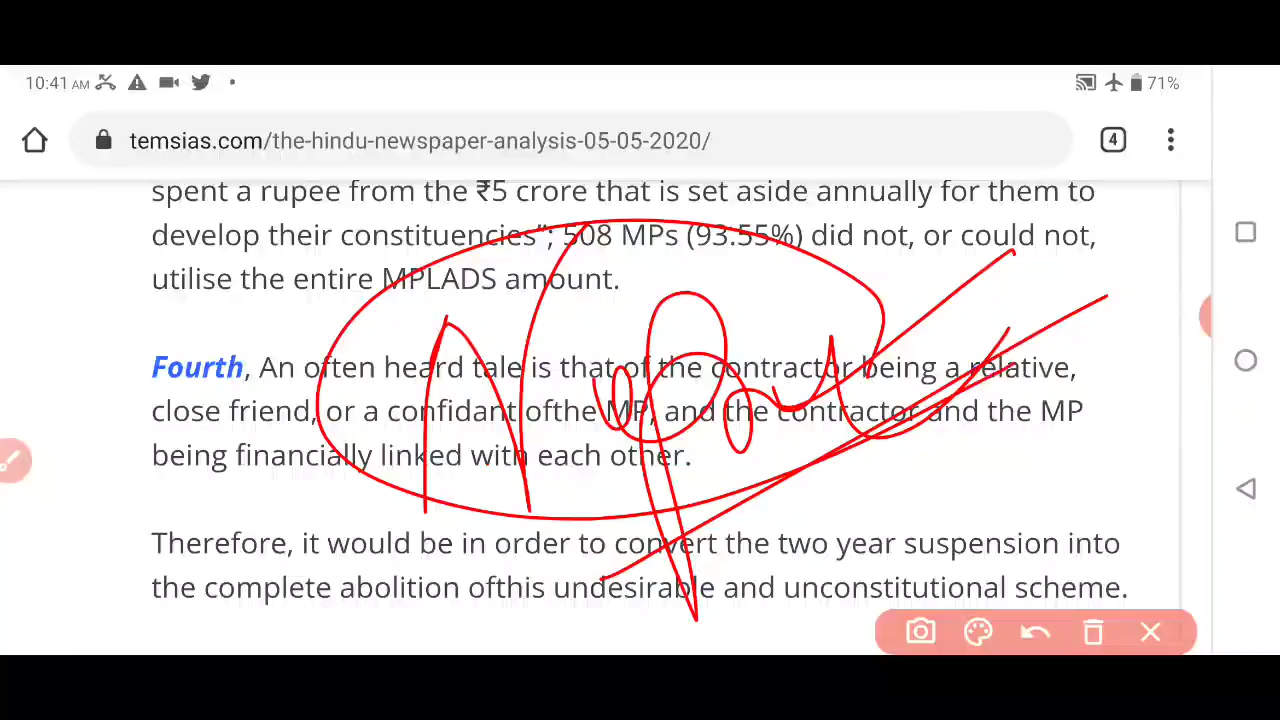 10:41 AM
71%
temsias.com/the-hindu-newspaper-analysis-05-05-2020/
4
spent a rupee from the ₹5 crore that is set aside annually for them to
develop their constituencies"; 508 MPs (93.55%) did not, or could not,
utilise the entire MPLADS amount.
Fourth, An often heard tale is that of the contractor being a relative,
close friend, or a confidant ofthe MP, and the contractor and the MP
being financially linked with each other.
Therefore, it would be in order to convert the two year suspension into
the complete abolition ofthis undesirable and unconstitutional scheme.